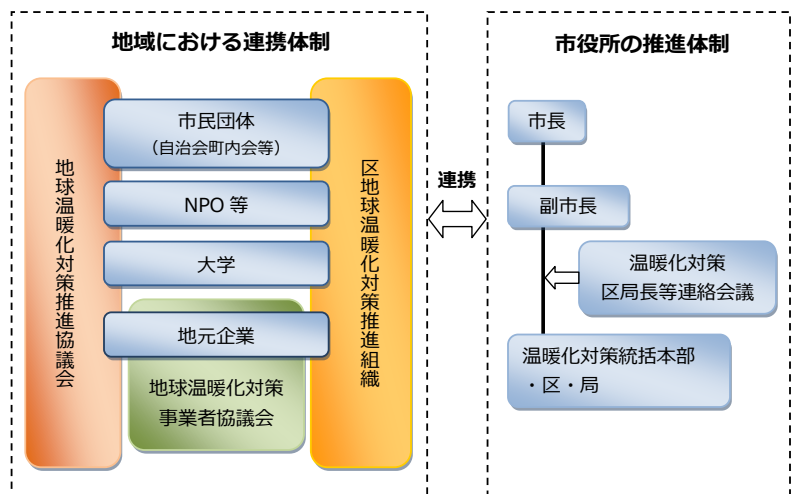 地域における連携体制
地球温暖化対策推進協議会
市民団体
（自治会町内会等）
NPO 等
大学
地元企業
地球温暖化対策
事業者協議会
区地球温暖化対策推進組織
連携
市役所の推進体制
市長
副市長
温暖化対策
区局長等連絡会議
温暖化対策統括本部
・区・局